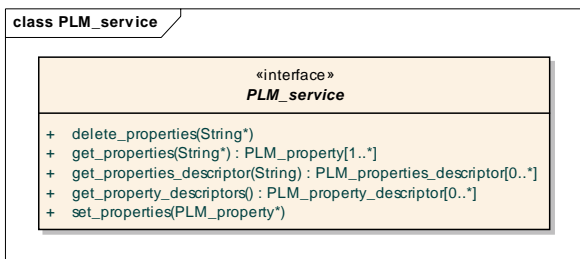 class PLM_service
«interface»
PLM_service
+ delete_properties(String*)
+ get_properties(String*) : PLM_property[1..*]
+ get_properties_descriptor(String) : PLM_properties_descriptor[0..*]
+ get_property_descriptors() : PLM_property_descriptor[0..*]
+ set_properties(PLM_property*)